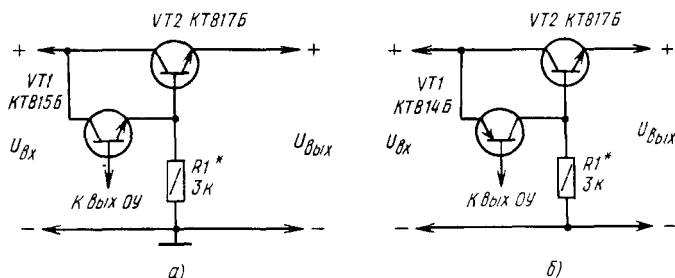 VT2 КТ817Б
+
+
VT1
КТ815Б
Uвх
Uвых
R1*
3к
К вых ОУ
−
−
а)
VT2 КТ817Б
+
+
VT1
КТ814Б
Uвх
Uвых
R1*
3к
К вых ОУ
−
−
б)